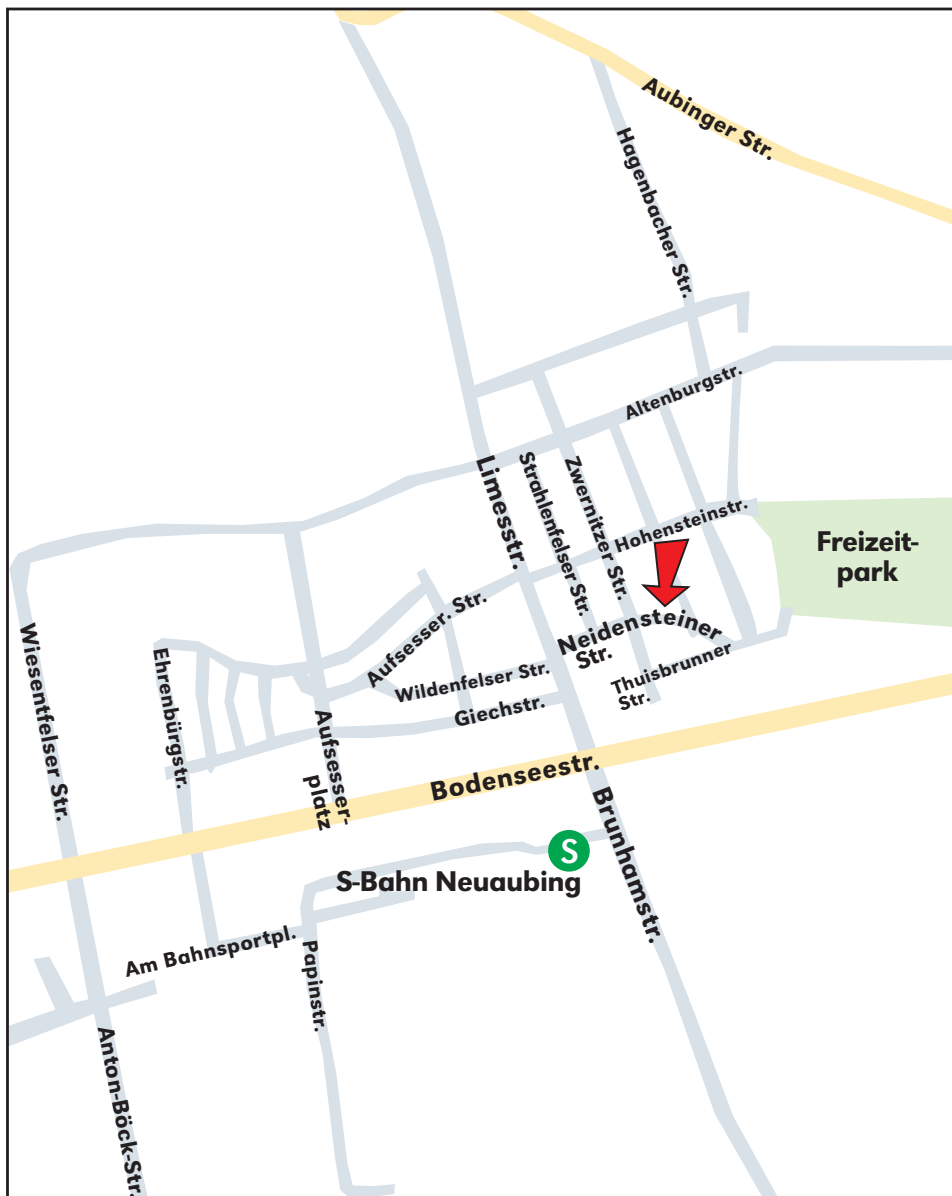 Aubinger Str.
Hagenbacher Str.
Altenburgstr.
Limesstr.
Strahlenfelser Str.
Zwernitzer Str.
Hohensteinstr.
Freizeit-
park
Aufsesser. Str.
Neidensteiner
Str.
Wildenfelser Str.
Thuisbrunner
Str.
Giechstr.
Wiesentfelser Str.
Ehrenbürgstr.
Aufsesser-
platz
Bodenseestr.
Brunhamstr.
S
S-Bahn Neuaubing
Am Bahnsportpl.
Papinstr.
Anton-Böck-Str.